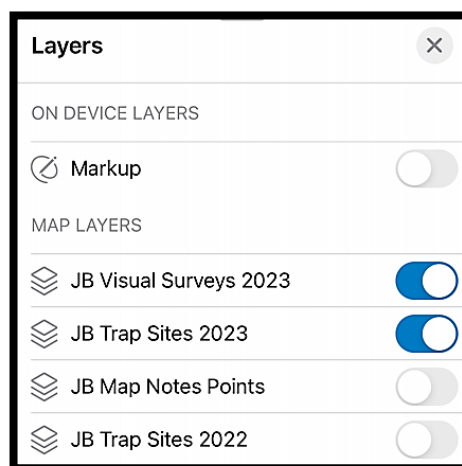 Layers
ON DEVICE LAYERS
Markup
MAP LAYERS
JB Visual Surveys 2023
JB Trap Sites 2023
JB Map Notes Points
JB Trap Sites 2022